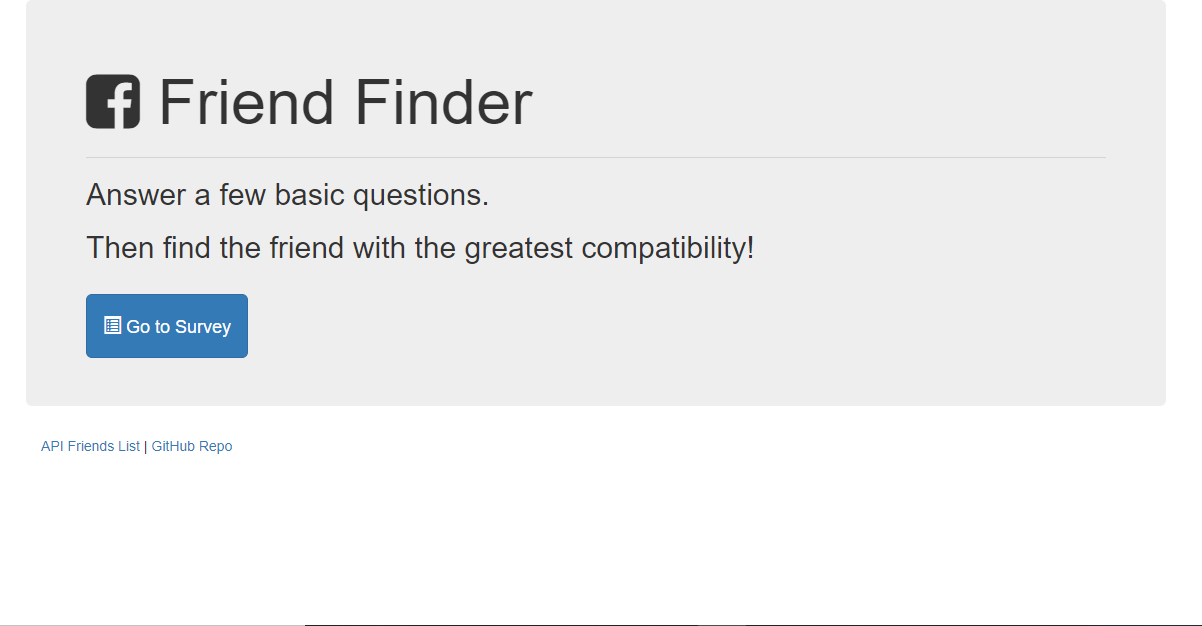 Friend Finder
Answer a few basic questions.
Then find the friend with the greatest compatibility!
Go to Survey
API Friends List | GitHub Repo